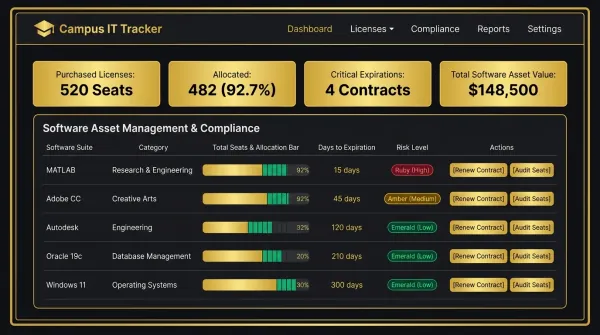 Campus IT Tracker Dashboard Licenses Compliance Reports Settings
Purchased Licenses: Allocated: Critical Expirations: Total Software Asset Value:
520 Seats 482 (92.7%) 4 Contracts $148,500
Software Asset Management & Compliance
Software Suite Category Total Seats & Allocation Bar Days to Expiration Risk Level Actions
MATLAB Research & Engineering 92% 15 days Ruby (High) [Renew Contract] [Audit Seats]
Adobe CC Creative Arts 92% 45 days Amber (Medium) [Renew Contract] [Audit Seats]
Autodesk Engineering 32% 120 days Emerald (Low) [Renew Contract] [Audit Seats]
Oracle 19c Database Management 20% 210 days Emerald (Low) [Renew Contract] [Audit Seats]
Windows 11 Operating Systems 30% 300 days Emerald (Low) [Renew Contract] [Audit Seats]